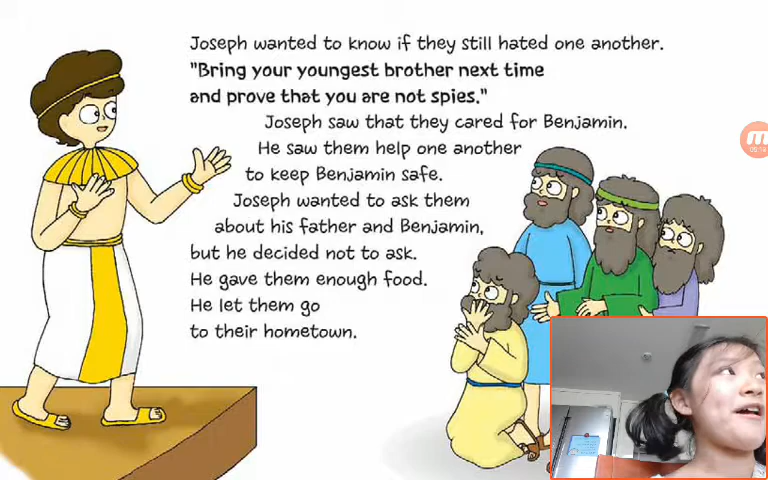 Joseph wanted to know if they still hated one another.
"Bring your youngest brother next time
and prove that you are not spies."
Joseph saw that they cared for Benjamin.
He saw them help one another
to keep Benjamin safe.
Joseph wanted to ask them
about his father and Benjamin,
but he decided not to ask.
He gave them enough food.
He let them go
to their hometown.